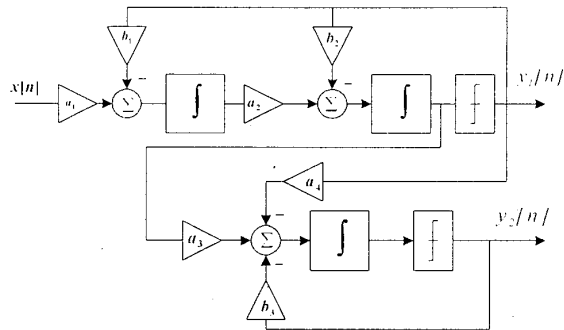 b₁
b₂
x[n]
a₁
Σ
∫
a₂
Σ
∫
y₁[n]
a₄
y₂[n]
a₃
Σ
∫
b₃